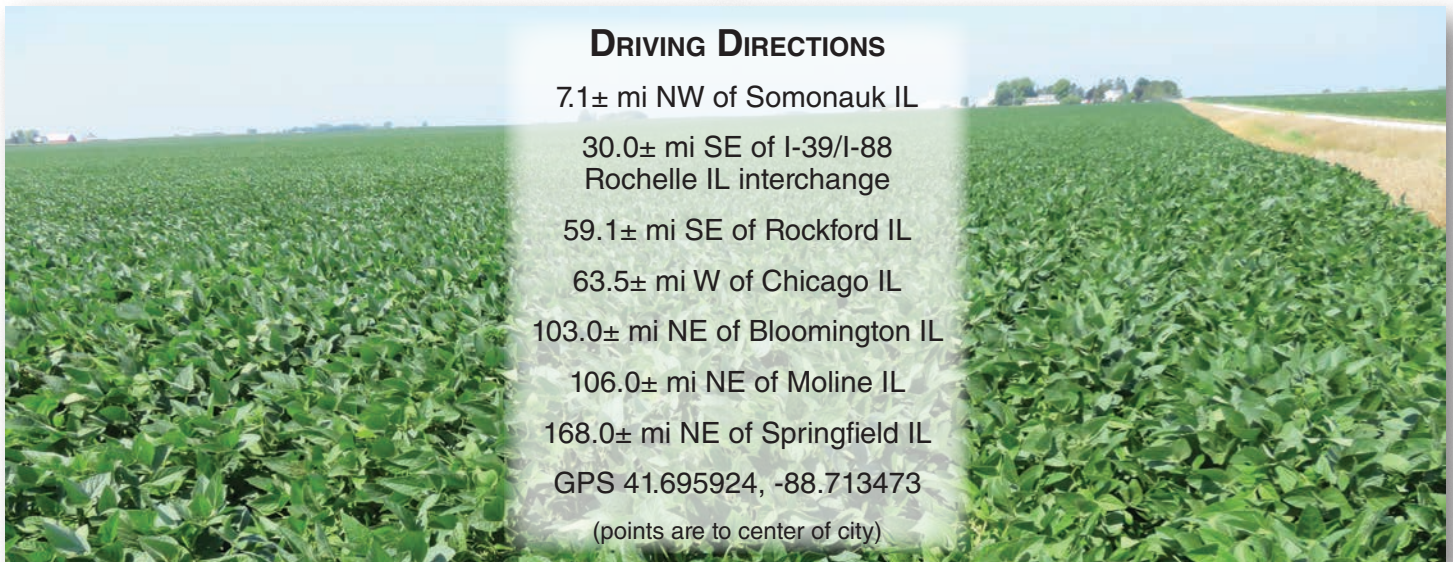 DRIVING DIRECTIONS
7.1± mi NW of Somonauk IL
30.0± mi SE of I-39/I-88
Rochelle IL interchange
59.1± mi SE of Rockford IL
63.5± mi W of Chicago IL
103.0± mi NE of Bloomington IL
106.0± mi NE of Moline IL
168.0± mi NE of Springfield IL
GPS 41.695924, -88.713473
(points are to center of city)